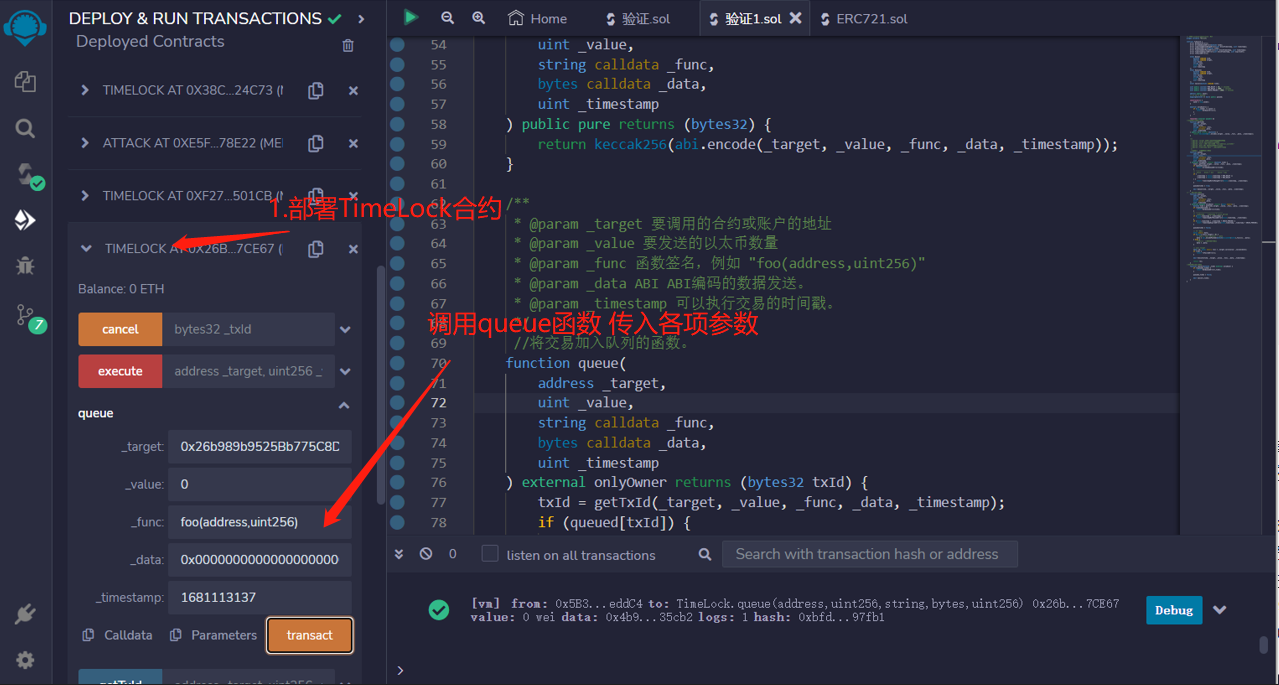 DEPLOY & RUN TRANSACTIONS
Deployed Contracts
TIMELOCK AT 0X38C...24C73 (
ATTACK AT 0XE5F...78E22 (ME
TIMELOCK AT 0XF27...501CB (
1.部署TimeLock合约
TIMELOCK AT 0X26B...7CE67 (
Balance: 0 ETH
cancel bytes32 _txId
execute address _target, uint256 _
queue
_target: 0x26b989b9525Bb775C8D
_value: 0
_func: foo(address,uint256)
_data: 0x0000000000000000000
_timestamp: 1681113137
Calldata Parameters transact
7
Home 验证.sol 验证1.sol ERC721.sol
54 uint _value,
55 string calldata _func,
56 bytes calldata _data,
57 uint _timestamp
58 ) public pure returns (bytes32) {
59 return keccak256(abi.encode(_target, _value, _func, _data, _timestamp));
60 }
61
62 /**
63 * @param _target 要调用的合约或账户的地址
64 * @param _value 要发送的以太币数量
65 * @param _func 函数签名，例如 "foo(address,uint256)"
66 * @param _data ABI ABI编码的数据发送。
67 * @param _timestamp 可以执行交易的时间戳。
调用queue函数 传入各项参数
69 //将交易加入队列的函数。
70 function queue(
71 address _target,
72 uint _value,
73 string calldata _func,
74 bytes calldata _data,
75 uint _timestamp
76 ) external onlyOwner returns (bytes32 txId) {
77 txId = getTxId(_target, _value, _func, _data, _timestamp);
78 if (queued[txId]) {
0 listen on all transactions Search with transaction hash or address
[vm] from: 0x5B3...eddC4 to: TimeLock.queue(address,uint256,string,bytes,uint256) 0x26b...7CE67
value: 0 wei data: 0x4b9...35cb2 logs: 1 hash: 0xbfd...97fb1
Debug
>